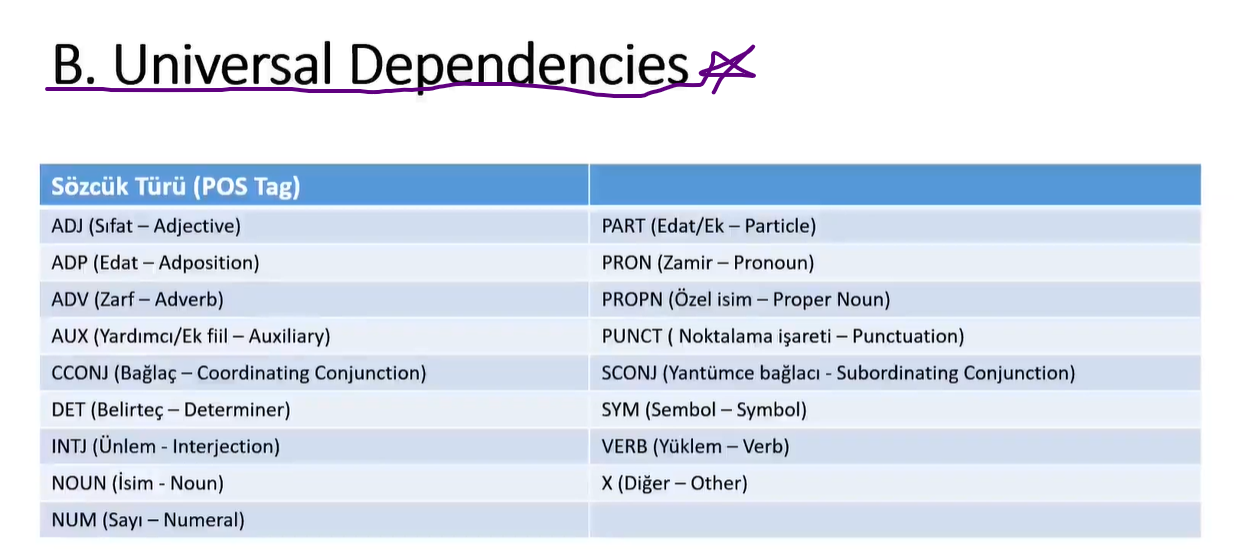 B. Universal Dependencies
Sözcük Türü (POS Tag)
ADJ (Sıfat – Adjective)
ADP (Edat – Adposition)
ADV (Zarf – Adverb)
AUX (Yardımcı/Ek fiil – Auxiliary)
CCONJ (Bağlaç – Coordinating Conjunction)
DET (Belirteç – Determiner)
INTJ (Ünlem - Interjection)
NOUN (İsim - Noun)
NUM (Sayı – Numeral)
PART (Edat/Ek – Particle)
PRON (Zamir – Pronoun)
PROPN (Özel isim – Proper Noun)
PUNCT ( Noktalama işareti – Punctuation)
SCONJ (Yantümce bağlacı - Subordinating Conjunction)
SYM (Sembol – Symbol)
VERB (Yüklem – Verb)
X (Diğer – Other)